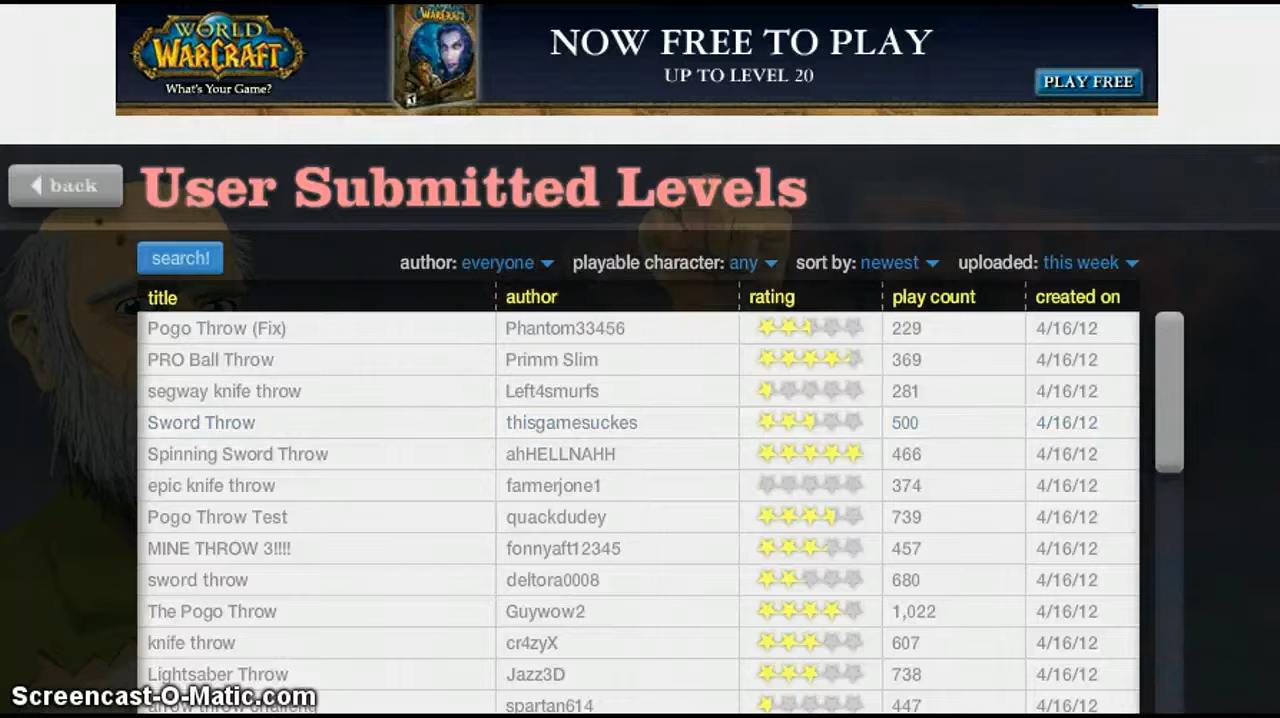 WORLD
WARCRAFT
What's Your Game?
WARCRAFT
NOW FREE TO PLAY
UP TO LEVEL 20
PLAY FREE
back
User Submitted Levels
search!
author: everyone playable character: any sort by: newest uploaded: this week
title author rating play count created on
Pogo Throw (Fix) Phantom33456 229 4/16/12
PRO Ball Throw Primm Slim 369 4/16/12
segway knife throw Left4smurfs 281 4/16/12
Sword Throw thisgamesuckes 500 4/16/12
Spinning Sword Throw ahHELLNAHH 466 4/16/12
epic knife throw farmerjone1 374 4/16/12
Pogo Throw Test quackdudey 739 4/16/12
MINE THROW 3!!!! fonnyaft12345 457 4/16/12
sword throw deltora0008 680 4/16/12
The Pogo Throw Guywow2 1,022 4/16/12
knife throw cr4zyX 607 4/16/12
Lightsaber Throw Jazz3D 738 4/16/12
arrow throw challeng spartan614 447 4/16/12
Screencast-O-Matic.com